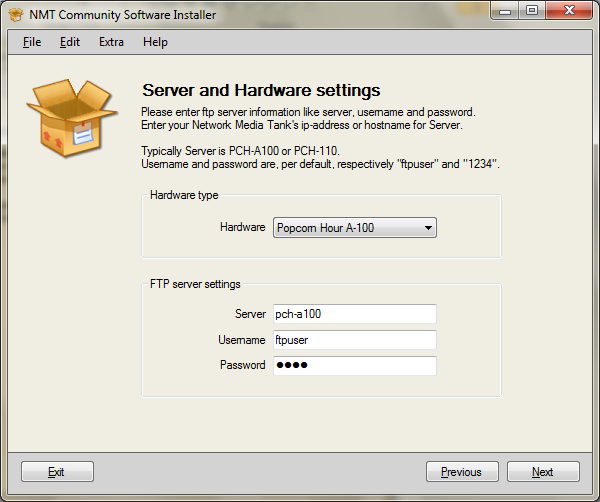 NMT Community Software Installer
File Edit Extra Help
Server and Hardware settings
Please enter ftp server information like server, username and password.
Enter your Network Media Tank's ip-address or hostname for Server.
Typically Server is PCH-A100 or PCH-110.
Username and password are, per default, respectively "ftpuser" and "1234".
Hardware type
Hardware Popcorn Hour A-100
FTP server settings
Server pch-a100
Username ftpuser
Password ●●●●
Exit Previous Next